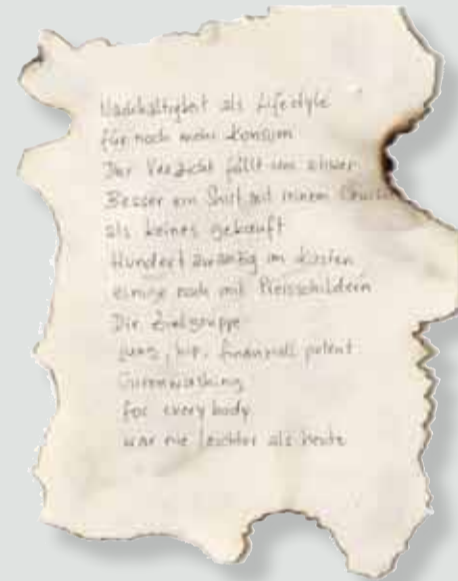 Nachhaltigkeit als Lifestyle
für noch mehr Konsum
Der Verzicht fällt uns schwer
Besser ein Shirt mit reinem Gewissen
als keines gekauft
Hundertzwanzig im Kasten
einige noch mit Preisschildern
Die Zielgruppe
jung, hip, finanziell potent
Greenwashing
for everybody
war nie leichter als heute